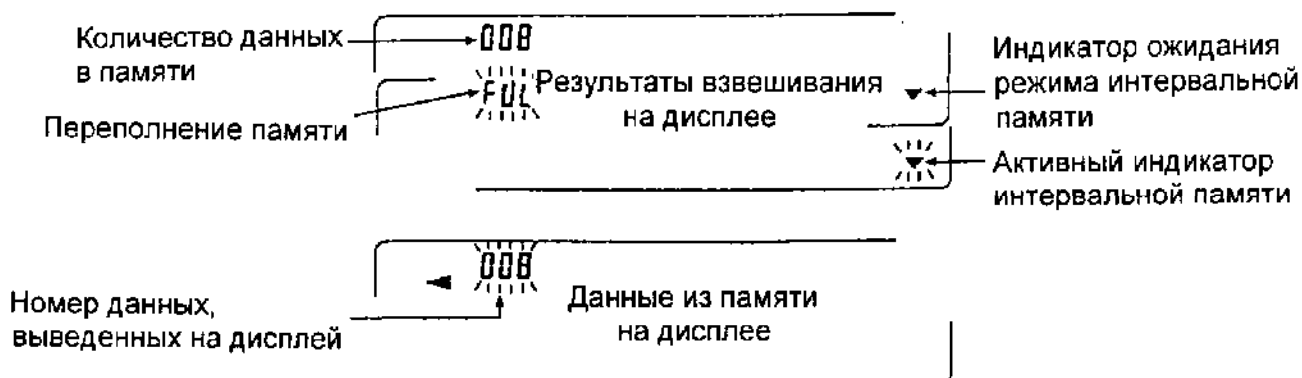 Количество данных
в памяти
008
FUL
Переполнение памяти
Результаты взвешивания
на дисплее
Индикатор ожидания
режима интервальной
памяти
Активный индикатор
интервальной памяти
008
Номер данных,
выведенных на дисплей
Данные из памяти
на дисплее